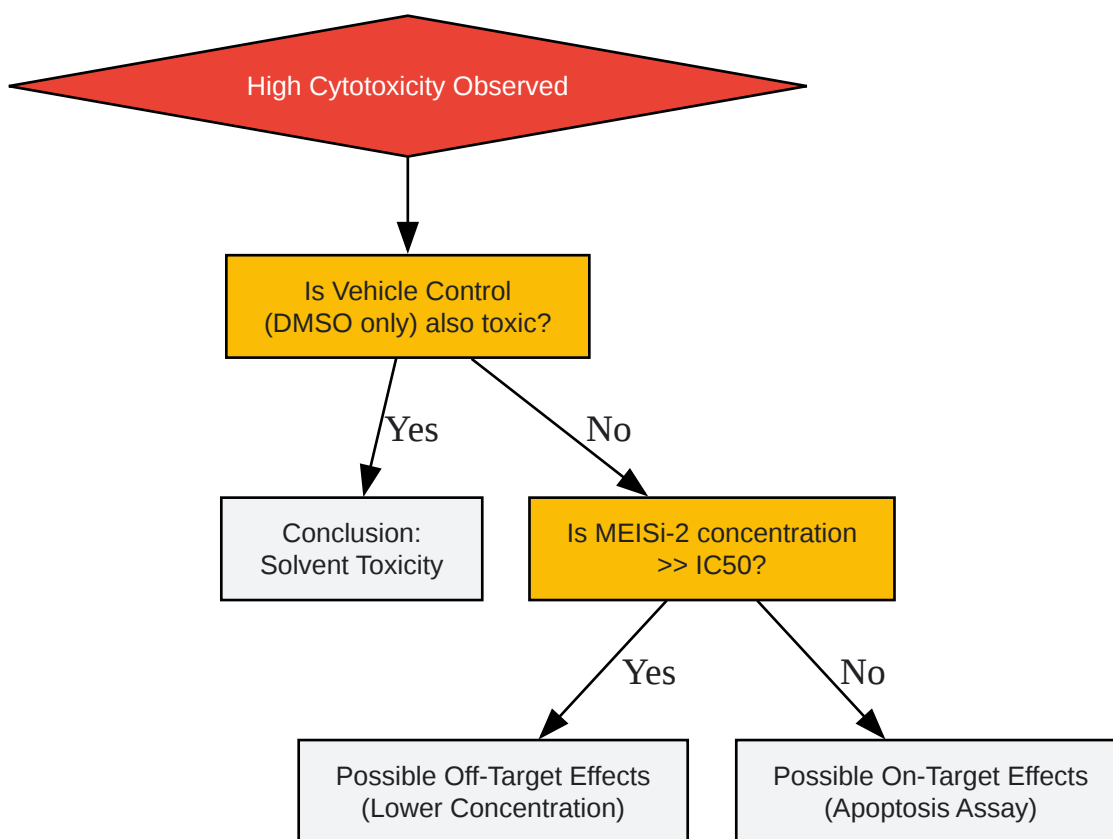 High Cytotoxicity Observed
Is Vehicle Control
(DMSO only) also toxic?
Yes
No
Conclusion:
Solvent Toxicity
Is MEISi-2 concentration
>> IC50?
Yes
No
Possible Off-Target Effects
(Lower Concentration)
Possible On-Target Effects
(Apoptosis Assay)